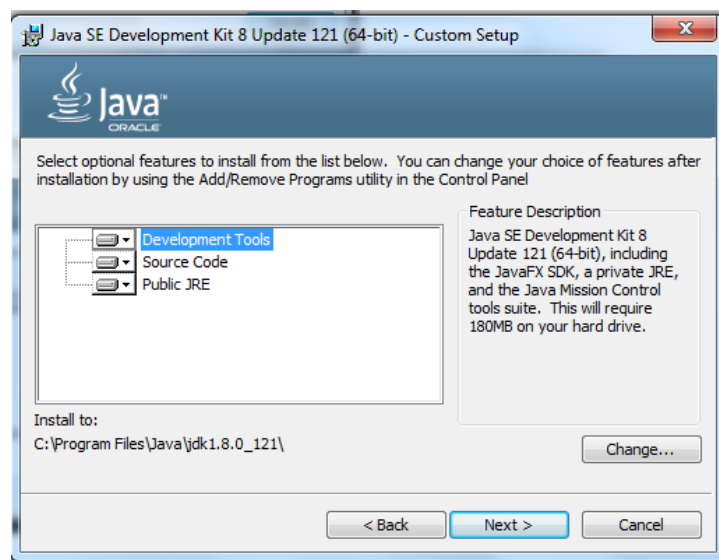 Java SE Development Kit 8 Update 121 (64-bit) - Custom Setup
Java™
ORACLE
Select optional features to install from the list below. You can change your choice of features after
installation by using the Add/Remove Programs utility in the Control Panel
Development Tools
Source Code
Public JRE
Feature Description
Java SE Development Kit 8
Update 121 (64-bit), including
the JavaFX SDK, a private JRE,
and the Java Mission Control
tools suite. This will require
180MB on your hard drive.
Install to:
C:\Program Files\Java\jdk1.8.0_121\
Change...
< Back
Next >
Cancel